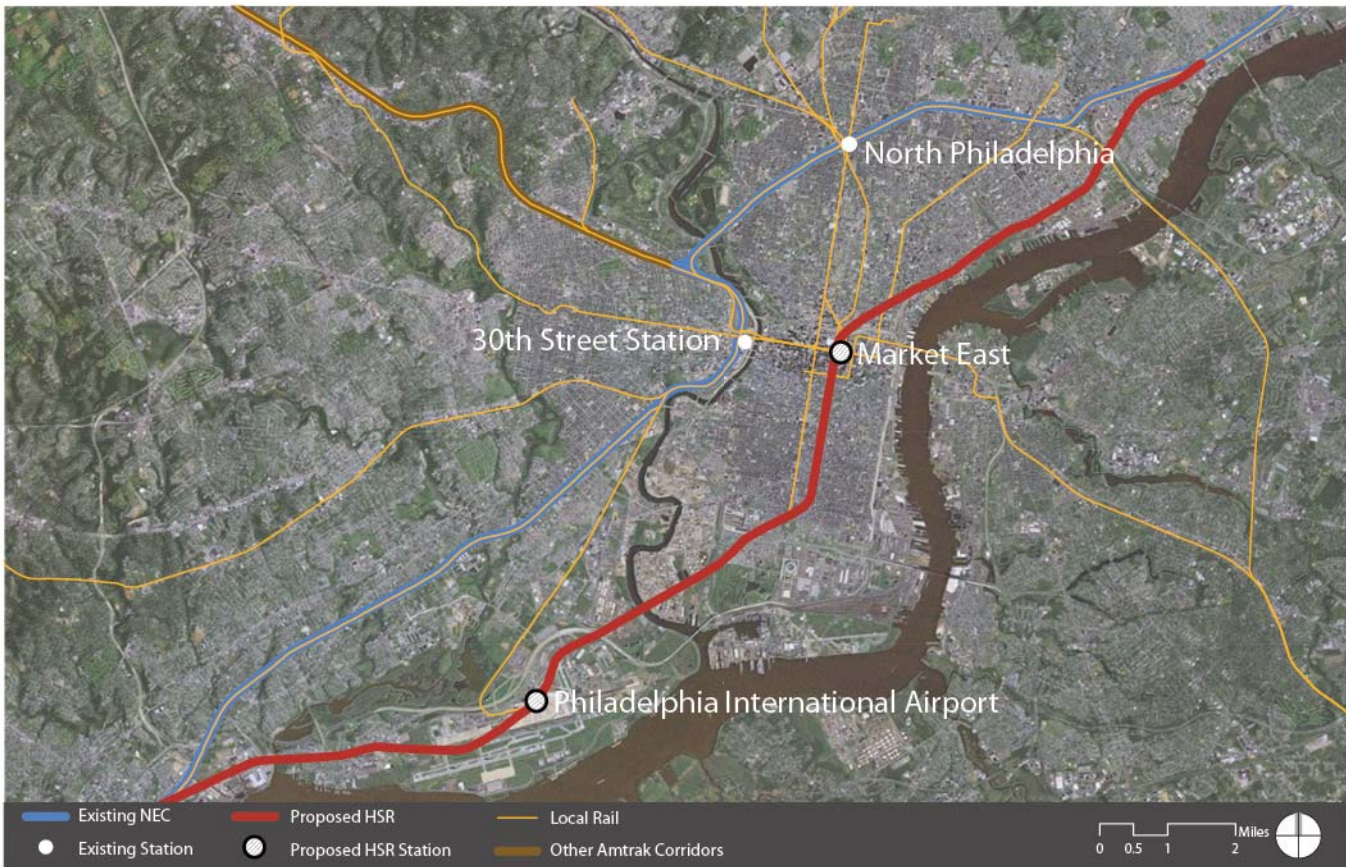 North Philadelphia
30th Street Station
Market East
Philadelphia International Airport
Existing NEC
Proposed HSR
Local Rail
Existing Station
Proposed HSR Station
Other Amtrak Corridors
Miles
0 0.5 1 2